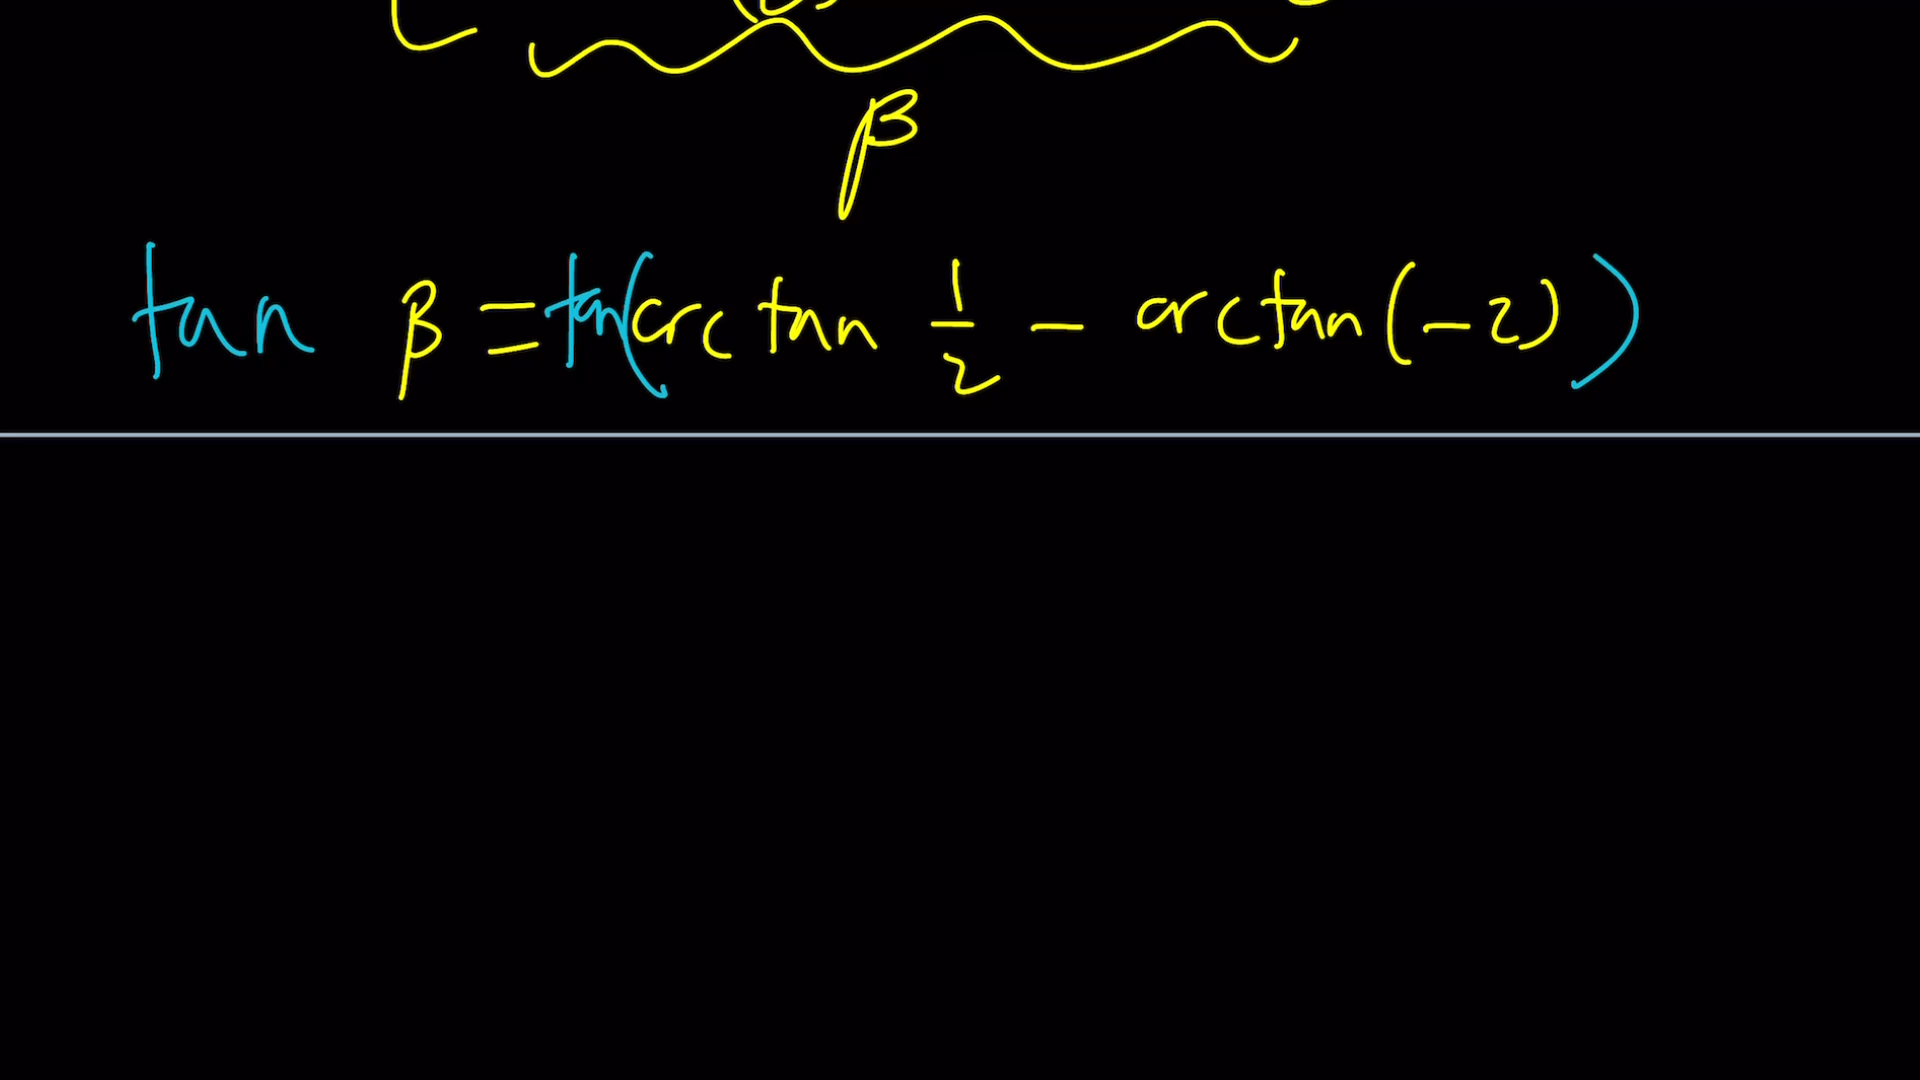 β
tan β = tan(arctan 1/2 - arctan(-2))